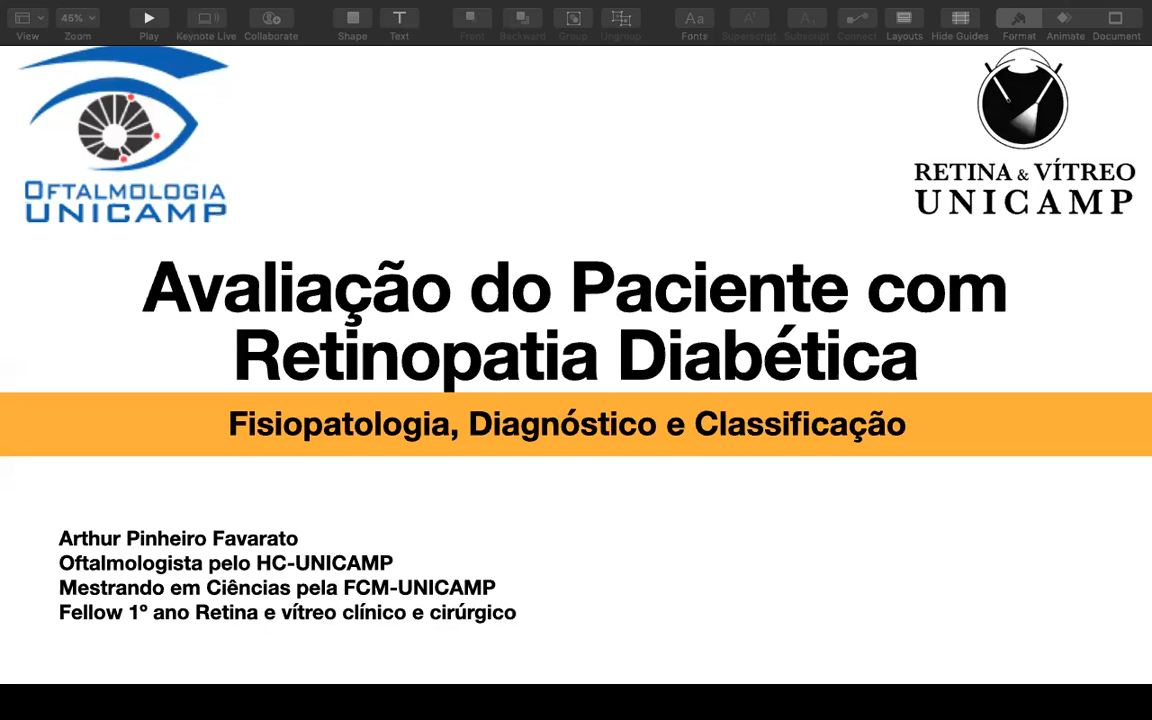 45%
View
Zoom
Play
Keynote Live
Collaborate
Shape
Text
Front
Backward
Group
Ungroup
Fonts
Superscript
Subscript
Connect
Layouts
Hide Guides
Format
Animate
Document
OFTALMOLOGIA
UNICAMP
RETINA & VÍTREO
UNICAMP
Avaliação do Paciente com
Retinopatia Diabética
Fisiopatologia, Diagnóstico e Classificação
Arthur Pinheiro Favarato
Oftalmologista pelo HC-UNICAMP
Mestrando em Ciências pela FCM-UNICAMP
Fellow 1º ano Retina e vítreo clínico e cirúrgico